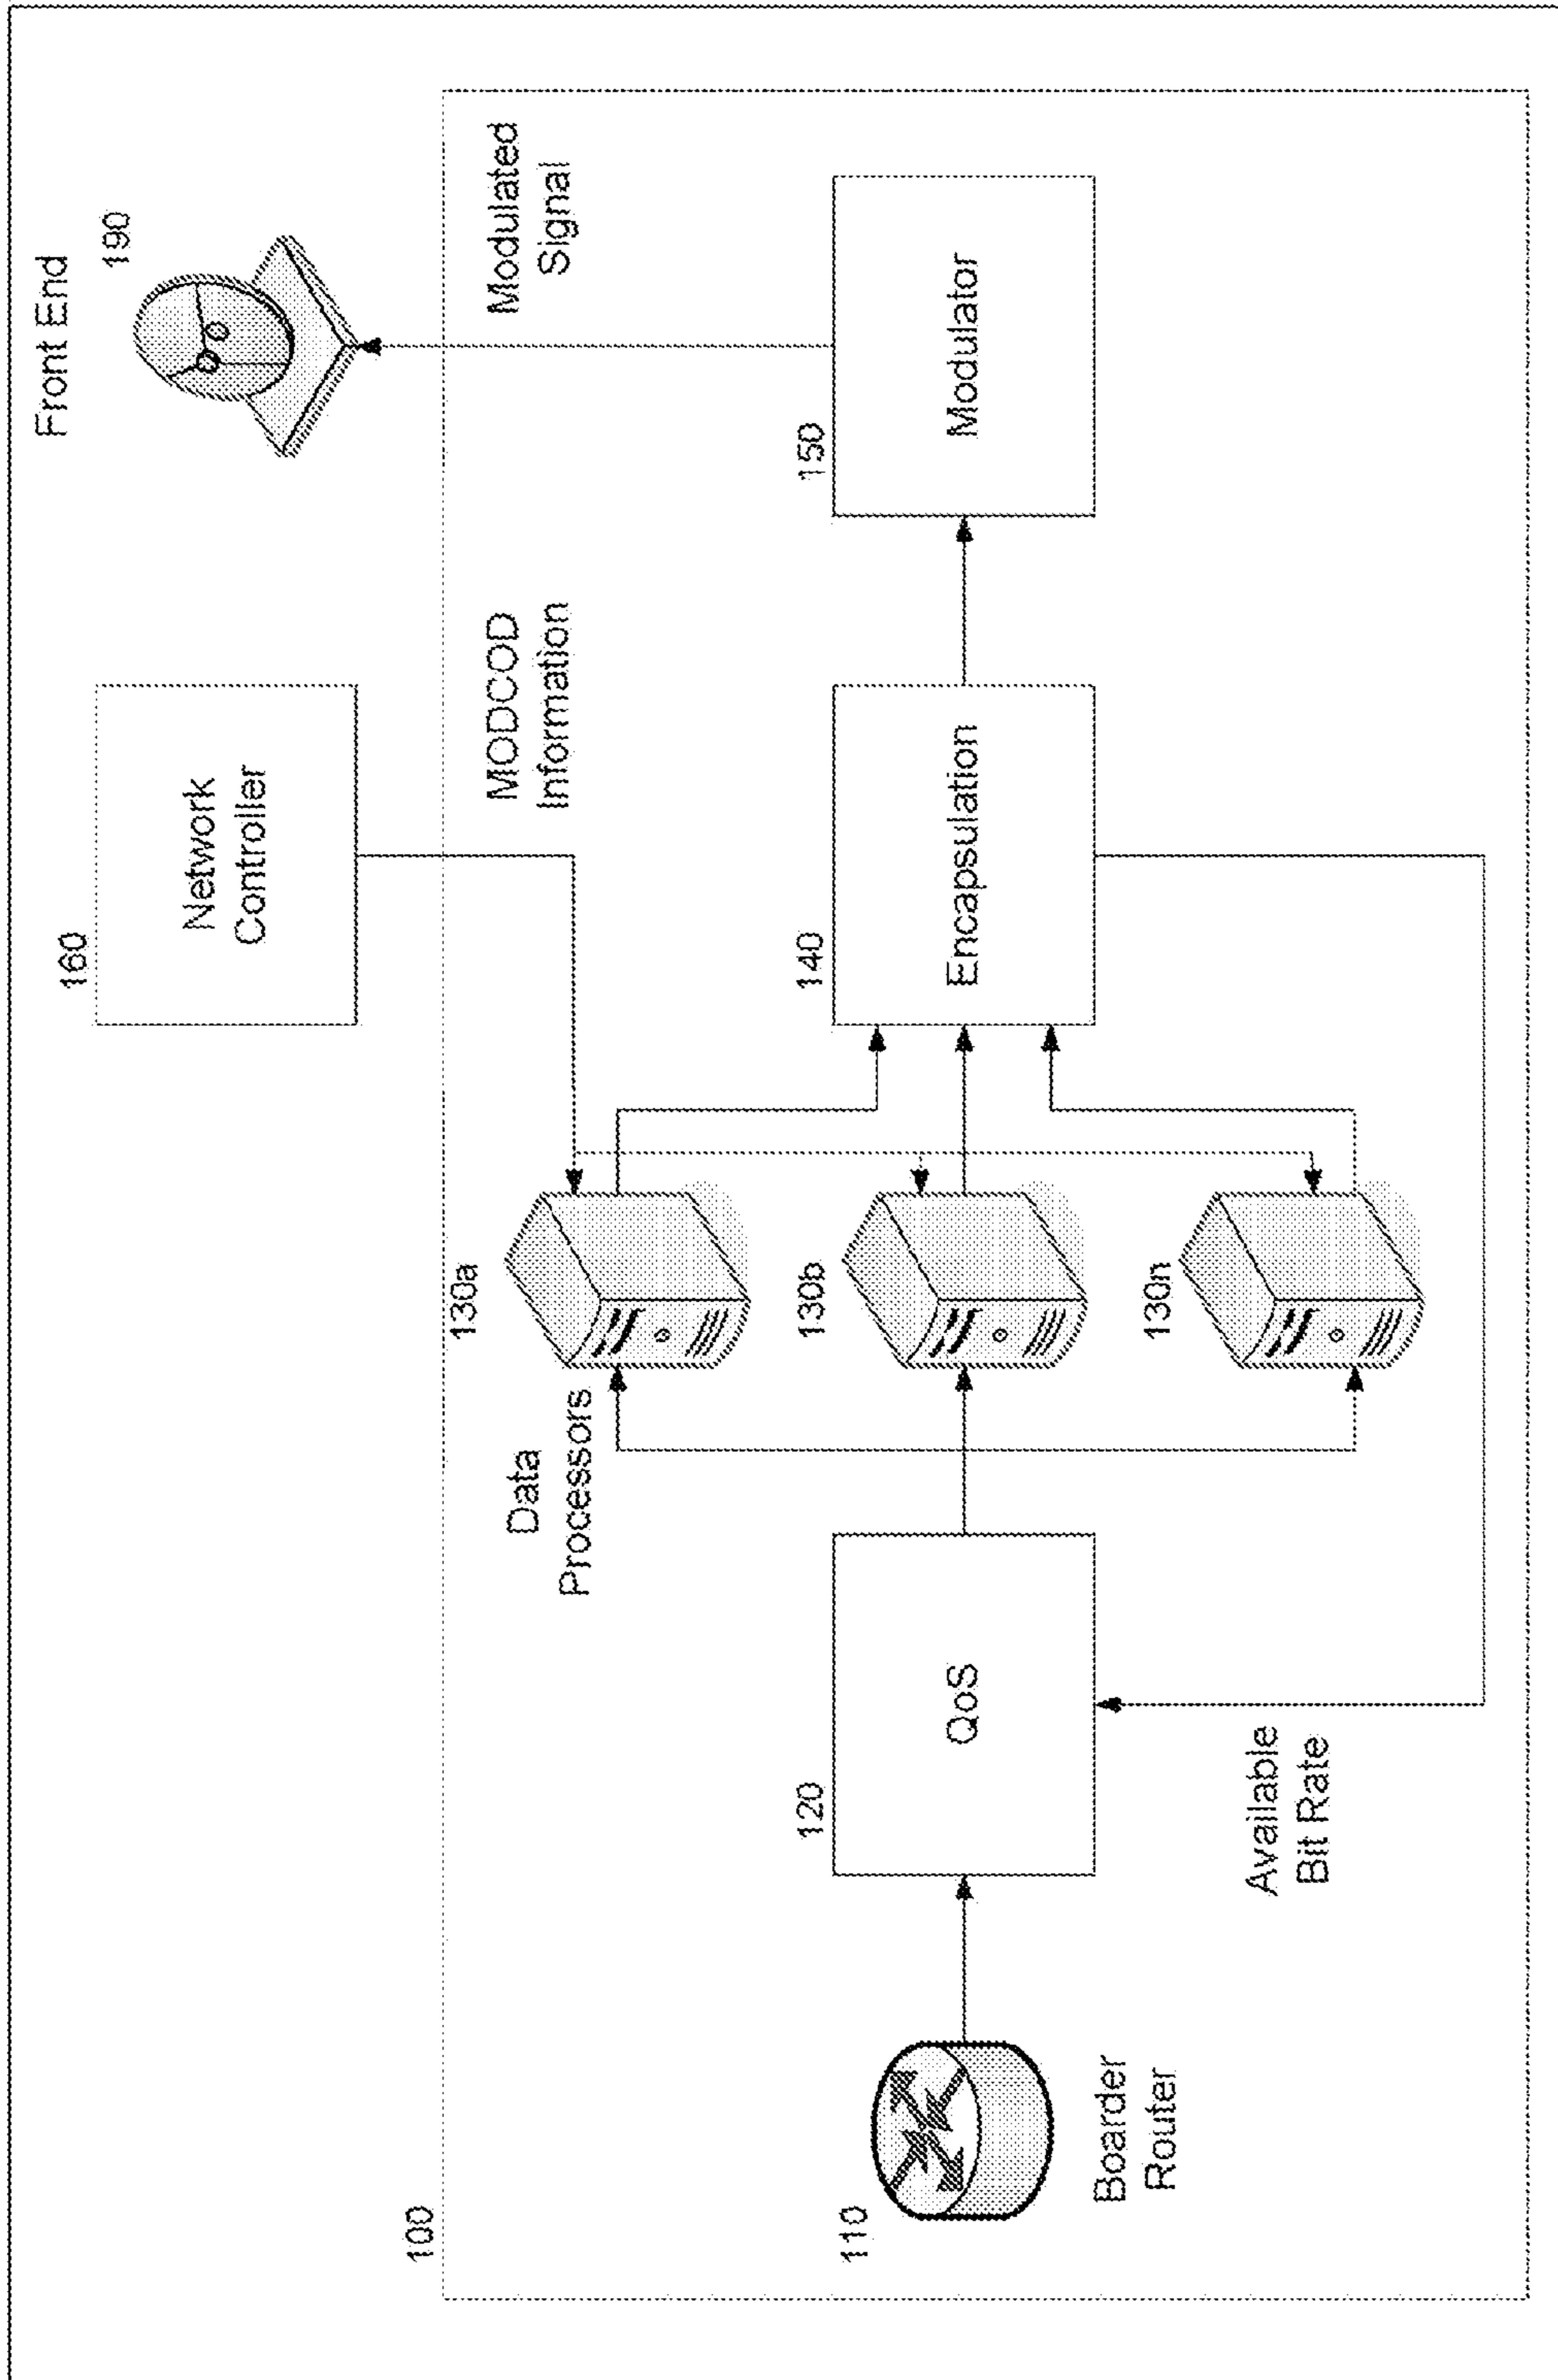 Front End
190
160
Network
Controller
100
MODCOD
Information
Modulated
Signal
Data
Processors
130a
110
120
QoS
130b
140
Encapsulation
150
Modulator
Boarder
Router
Available
Bit Rate
130n